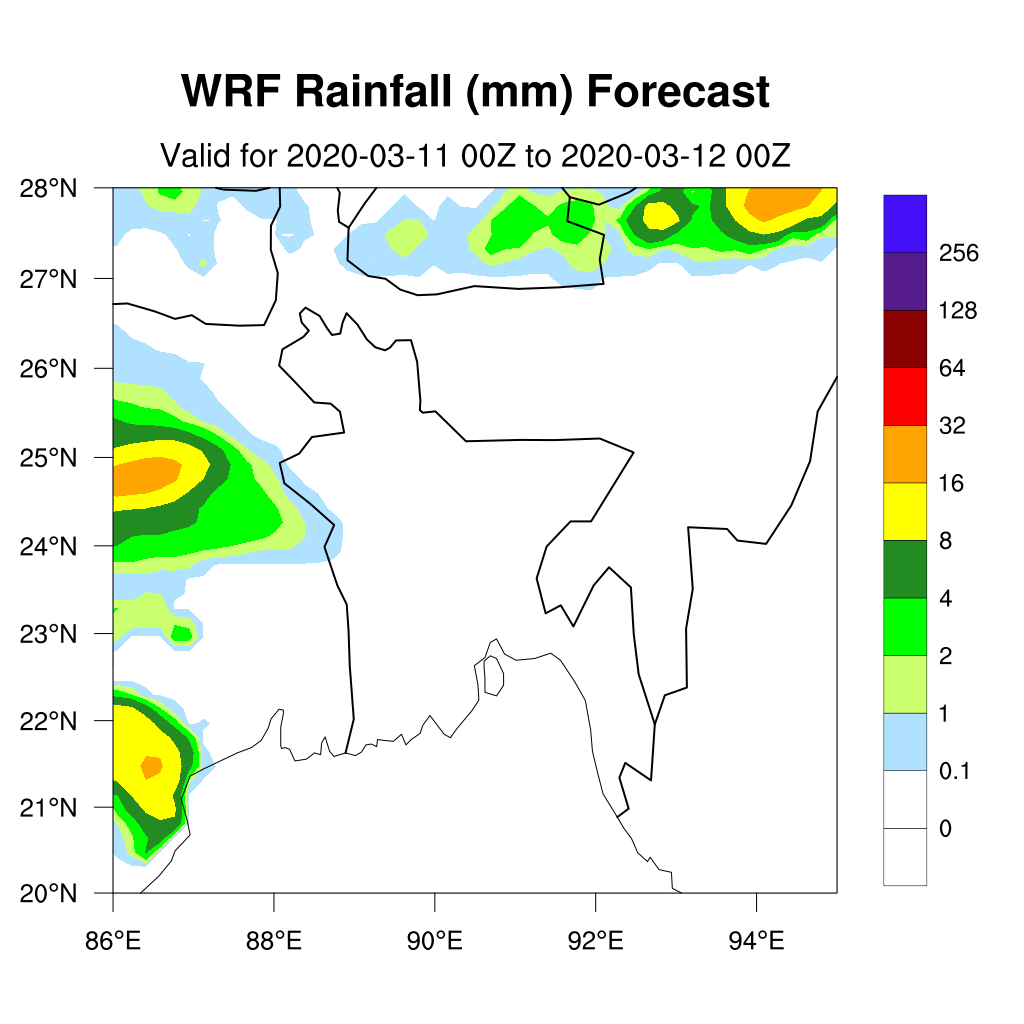 WRF Rainfall (mm) Forecast
Valid for 2020-03-11 00Z to 2020-03-12 00Z
28°N
27°N
26°N
25°N
24°N
23°N
22°N
21°N
20°N
86°E
88°E
90°E
92°E
94°E
256
128
64
32
16
8
4
2
1
0.1
0